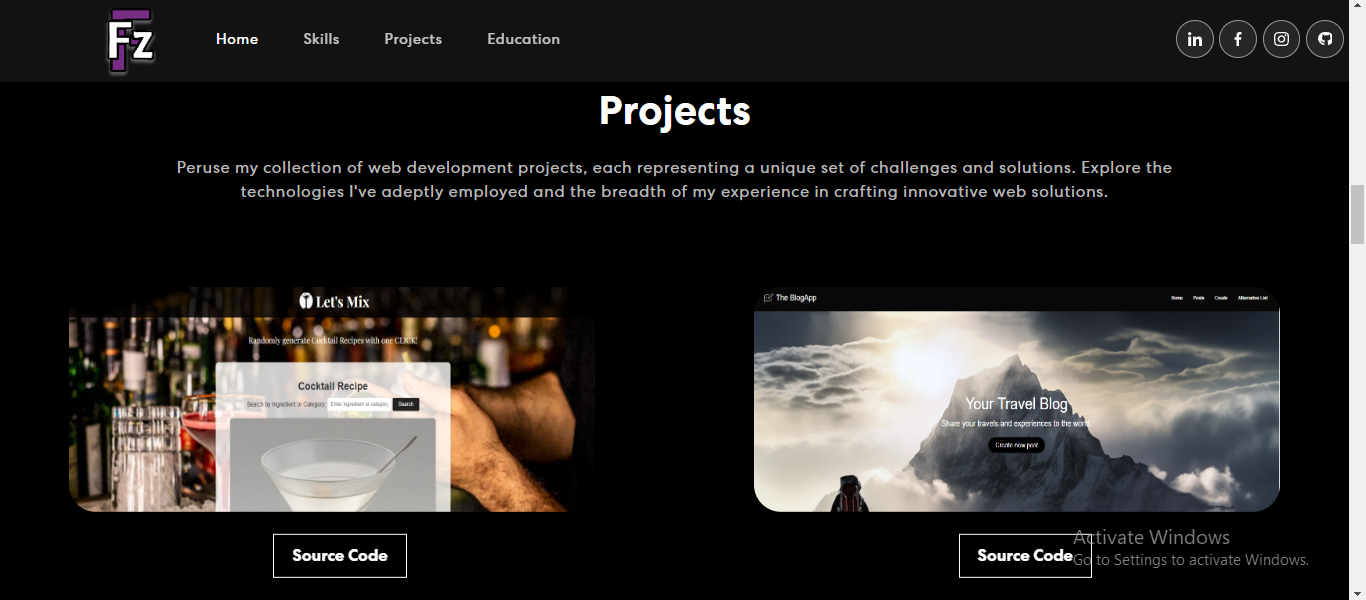 Fz
Home Skills Projects Education
in f
Projects
Peruse my collection of web development projects, each representing a unique set of challenges and solutions. Explore the
technologies I've adeptly employed and the breadth of my experience in crafting innovative web solutions.
Let's Mix
Randomly generate Cocktail Recipes with one CLICK!
Cocktail Recipe
Search by Ingredient or Category: Enter ingredient or category Search
The BlogApp Home Posts Create Alternative List
Your Travel Blog
Share your travels and experiences to the world
Create new post
Source Code
Source Code
Activate Windows
Go to Settings to activate Windows.